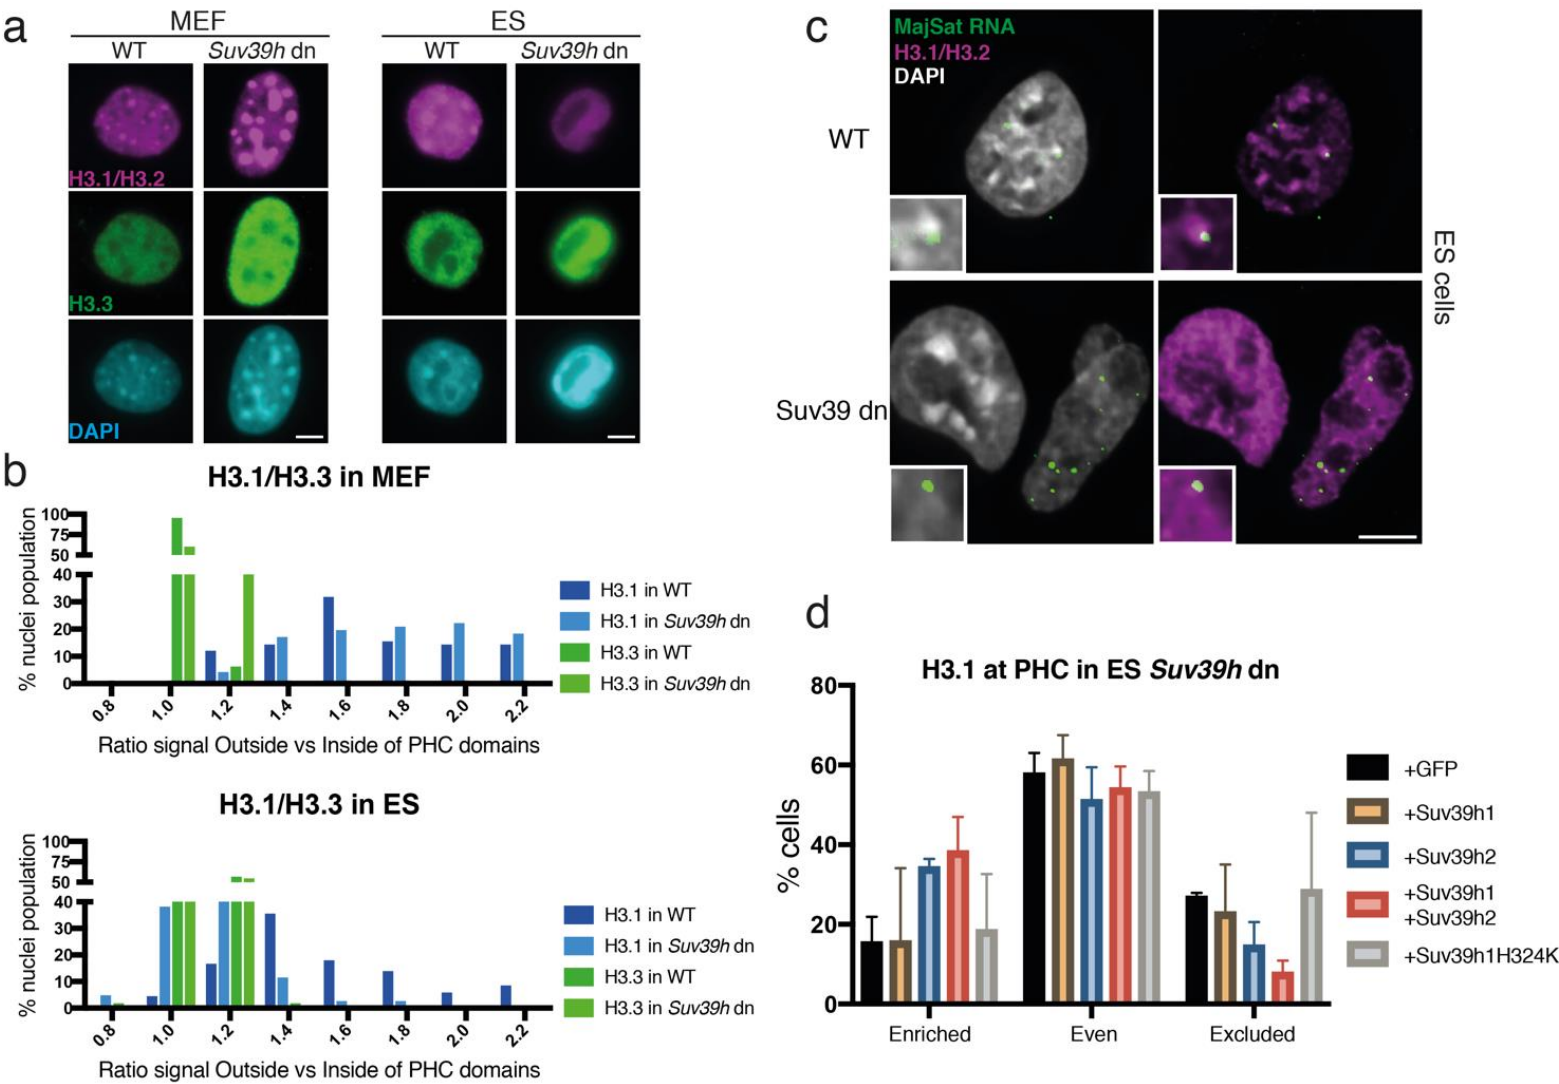 a
MEF
ES
WT
Suv39h dn
WT
Suv39h dn
H3.1/H3.2
H3.3
DAPI
b
H3.1/H3.3 in MEF
% nuclei population
100
75
50
40
30
20
10
0
0.8
1.0
1.2
1.4
1.6
1.8
2.0
2.2
Ratio signal Outside vs Inside of PHC domains
H3.1 in WT
H3.1 in Suv39h dn
H3.3 in WT
H3.3 in Suv39h dn
H3.1/H3.3 in ES
% nuclei population
100
75
50
40
30
20
10
0
0.8
1.0
1.2
1.4
1.6
1.8
2.0
2.2
Ratio signal Outside vs Inside of PHC domains
H3.1 in WT
H3.1 in Suv39h dn
H3.3 in WT
H3.3 in Suv39h dn
c
MajSat RNA
H3.1/H3.2
DAPI
WT
Suv39 dn
ES cells
d
H3.1 at PHC in ES Suv39h dn
% cells
80
60
40
20
0
Enriched
Even
Excluded
+GFP
+Suv39h1
+Suv39h2
+Suv39h1
+Suv39h2
+Suv39h1H324K